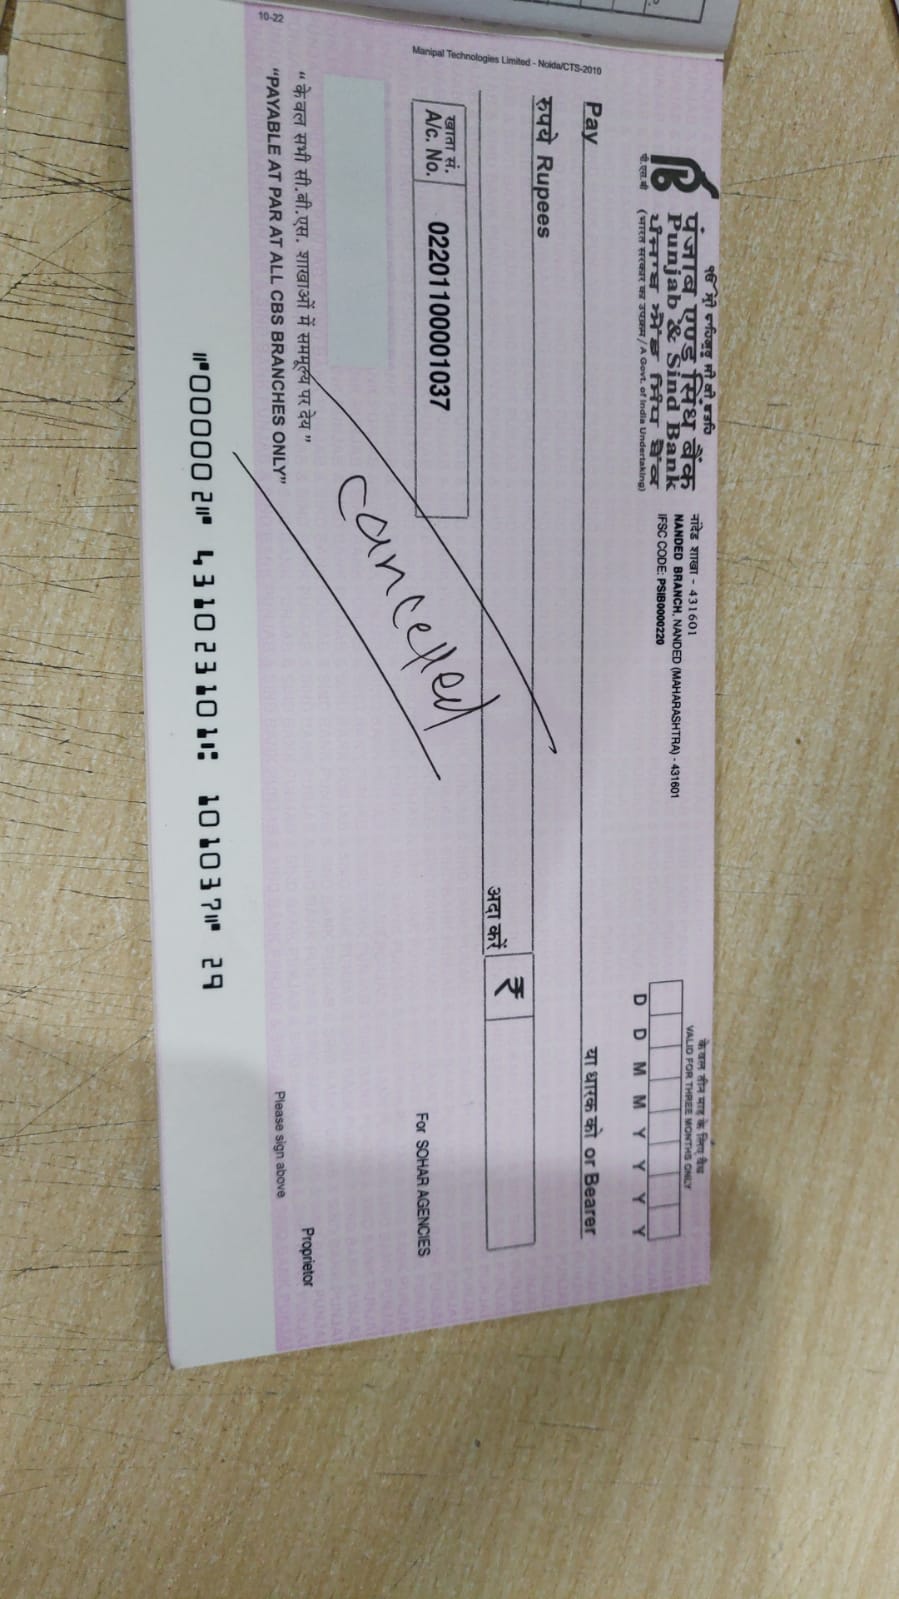 ੴ ਸ੍ਰੀ ਵਾਹਿਗੁਰੂ ਜੀ ਕੀ ਫਤਹਿ
पंजाब एण्ड सिंध बैंक
Punjab & Sind Bank
ਪੰਜਾਬ ਐਂਡ ਸਿੰਧ ਬੈਂਕ
(भारत सरकार का उपक्रम / A Govt. of India Undertaking)
पी.एस.बी
नांदेड शाखा - 431601
NANDED BRANCH, NANDED (MAHARASHTRA) - 431601
IFSC CODE: PSIB0000220
केवल तीन माह के लिए वैध
VALID FOR THREE MONTHS ONLY
D D M M Y Y Y Y
Pay
या धारक को or Bearer
रुपये Rupees
अदा करें ₹
खाता सं.
A/c. No. 02201100001037
cancelled
For SOHAR AGENCIES
Proprietor
Please sign above
Manipal Technologies Limited - Noida/CTS-2010
10-22
“केवल सभी सी.बी.एस. शाखाओं में सममूल्य पर देय”
“PAYABLE AT PAR AT ALL CBS BRANCHES ONLY”
⑈000002⑈ 431023101⑆ 101037⑈ 29